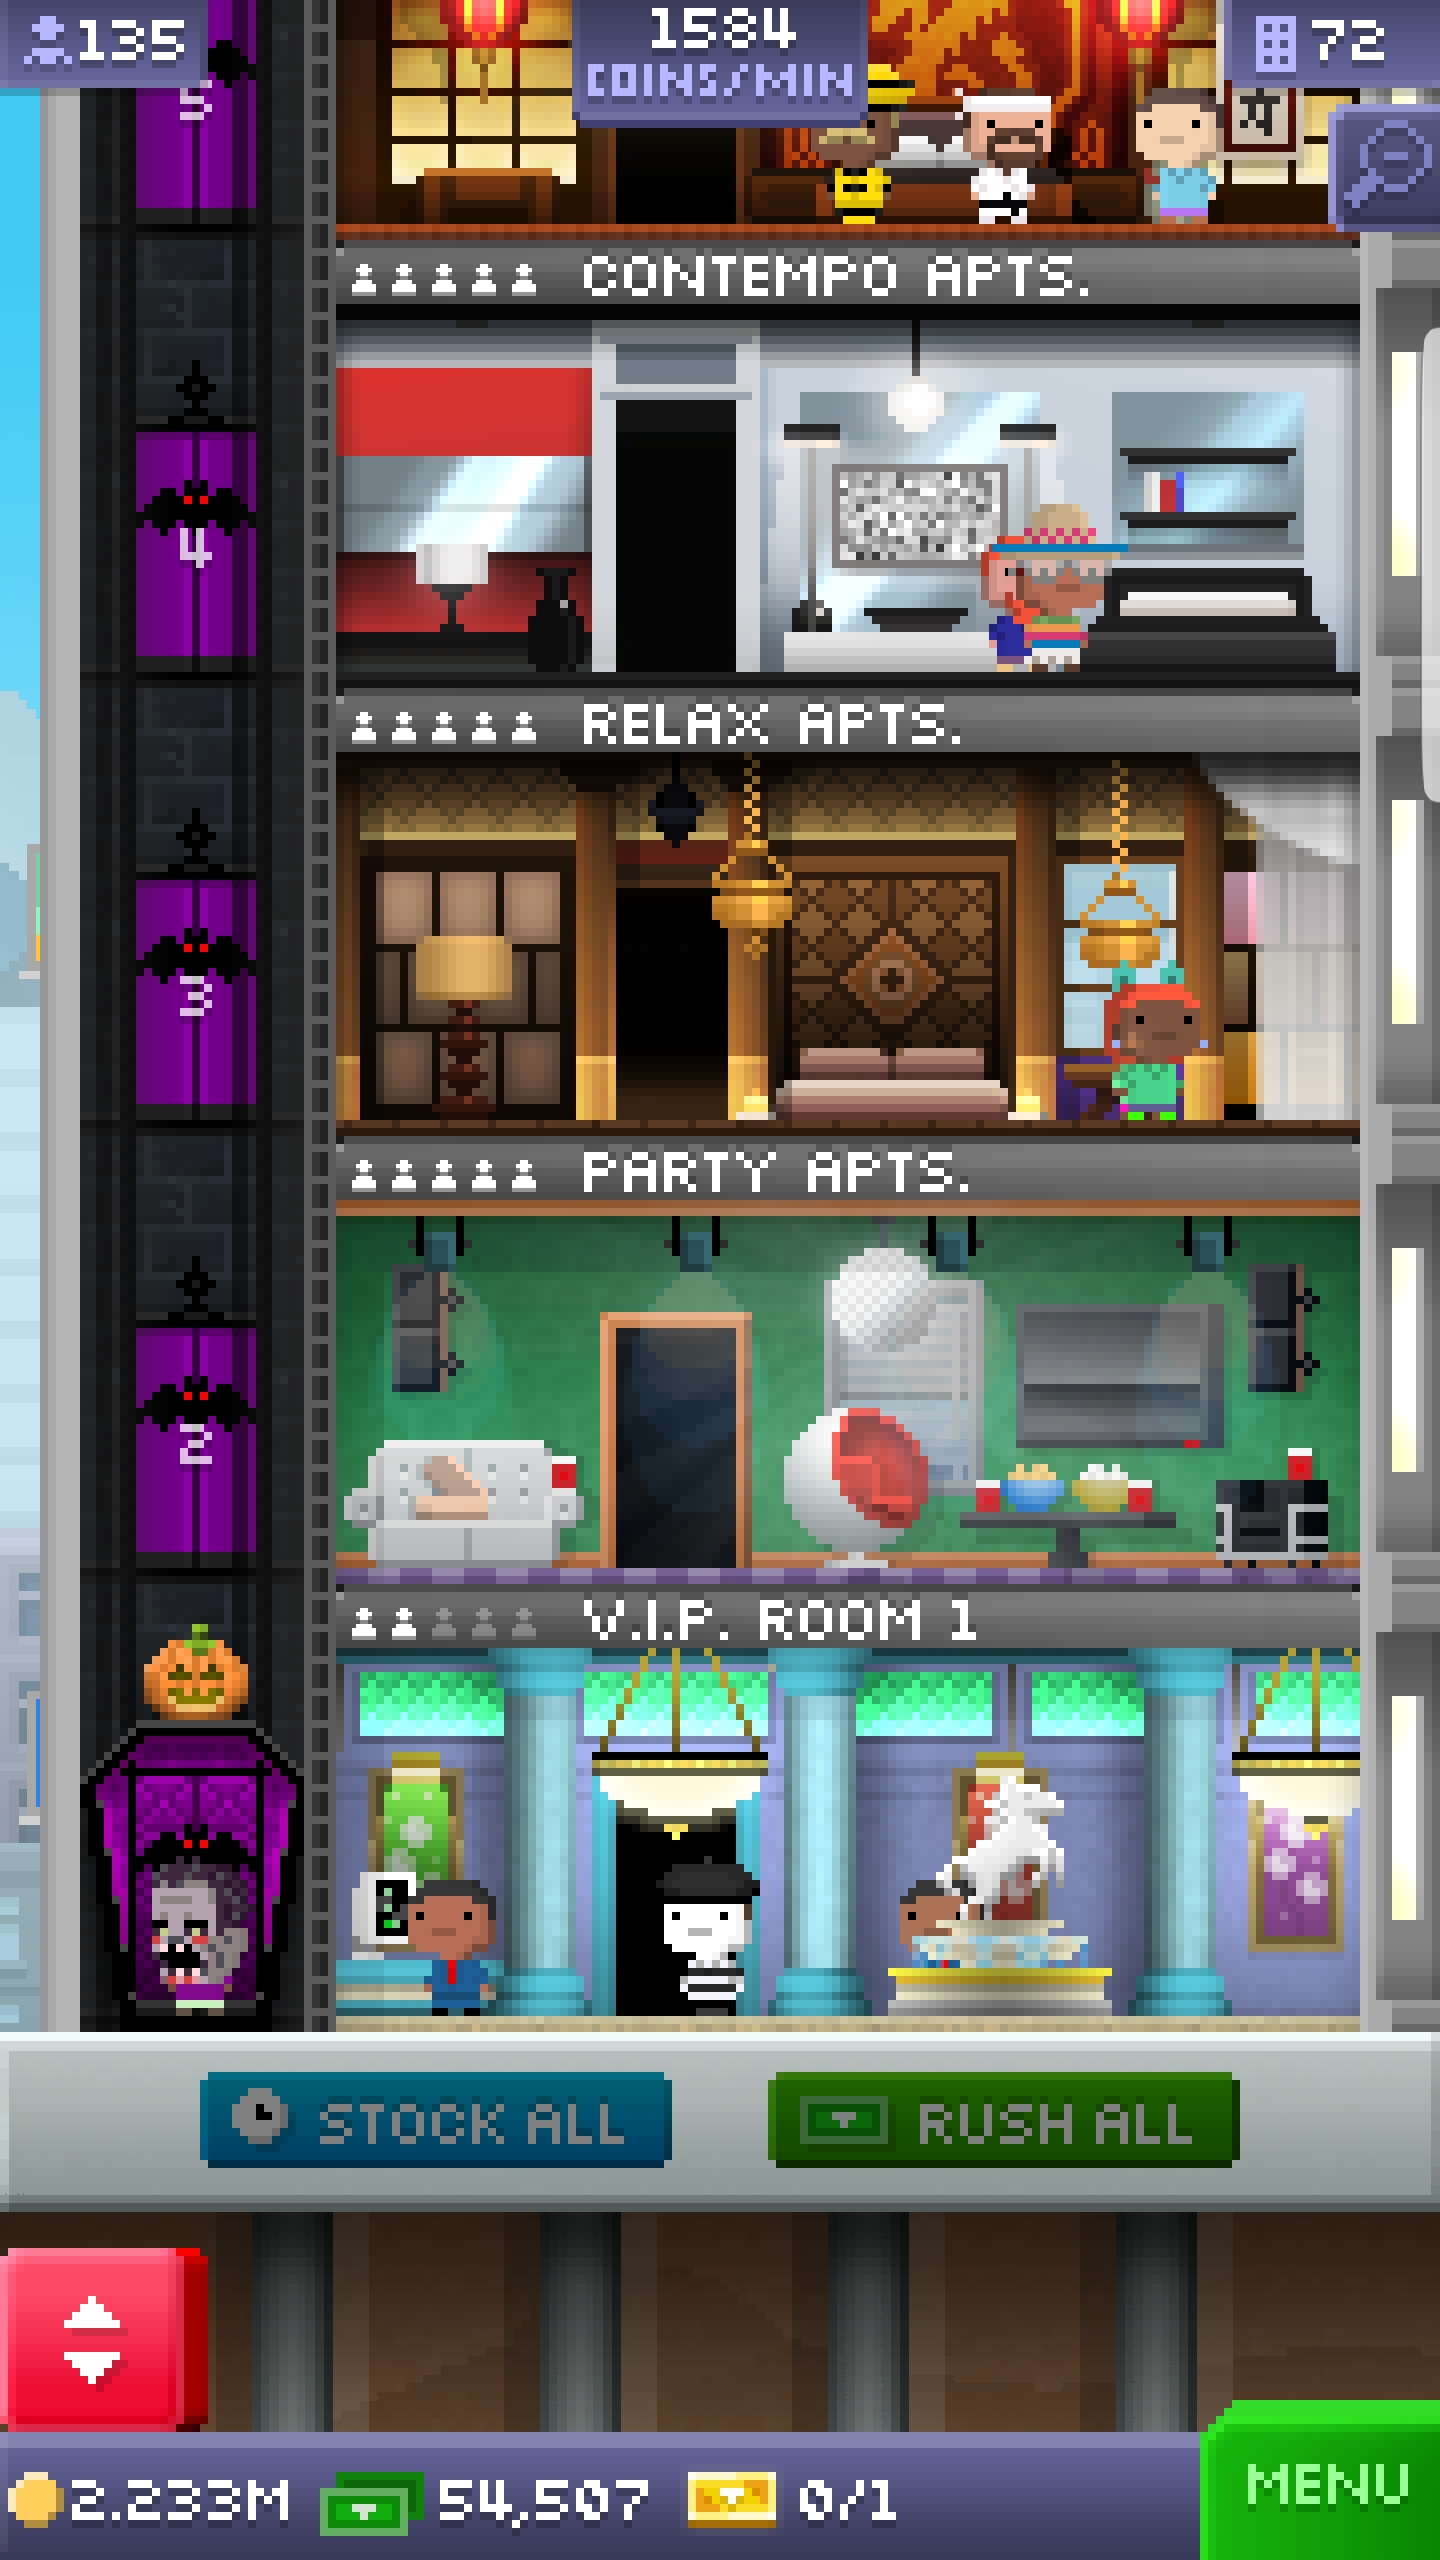 135
1584
COINS/MIN
72
5
CONTEMPO APTS.
4
RELAX APTS.
3
PARTY APTS.
2
V.I.P. ROOM 1
STOCK ALL
RUSH ALL
2.233M
54,507
0/1
MENU